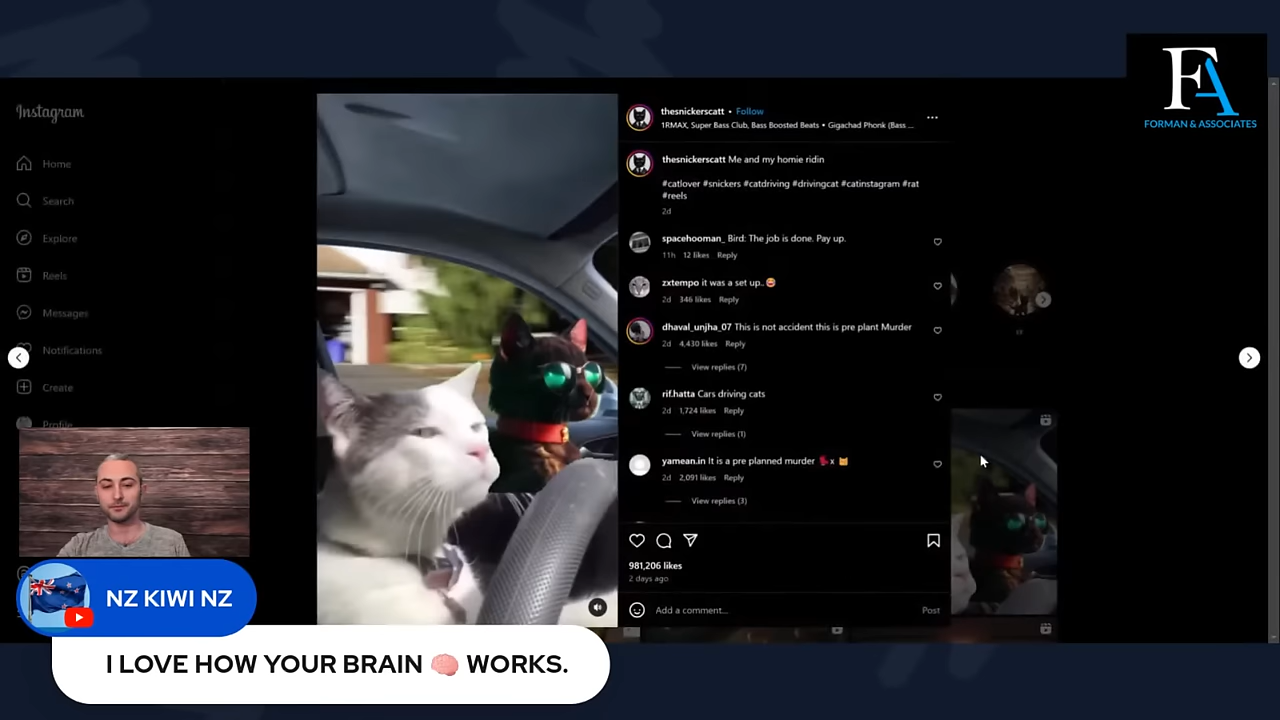 Instagram
Home
Search
Explore
Reels
Messages
Notifications
Create
Profile
thesnickerscatt • Follow
1RMAX, Super Bass Club, Bass Boosted Beats • Gigachad Phonk (Bass ...
thesnickerscatt Me and my homie ridin
#catlover #snickers #catdriving #drivingcat #catinstagram #rat
#reels
2d
spacehooman_ Bird: The job is done. Pay up.
11h 12 likes Reply
zxtempo it was a set up..😂
2d 346 likes Reply
dhaval_unjha_07 This is not accident this is pre plant Murder
2d 4,430 likes Reply
View replies (7)
rif.hatta Cars driving cats
2d 1,724 likes Reply
View replies (1)
yamean.in It is a pre planned murder 🐦x 🐱
2d 2,091 likes Reply
View replies (3)
981,206 likes
2 days ago
Add a comment...
Post
FA
FORMAN & ASSOCIATES
NZ KIWI NZ
I LOVE HOW YOUR BRAIN 🧠 WORKS.